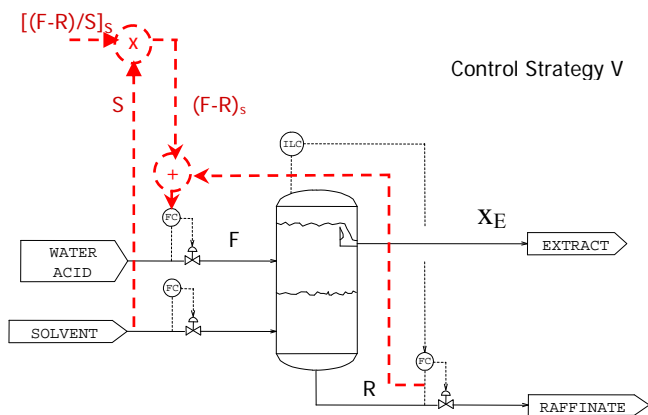 [(F-R)/S]s
X
Control Strategy V
S
(F-R)s
ILC
+
FC
F
XE
WATER
ACID
EXTRACT
FC
SOLVENT
FC
R
RAFFINATE